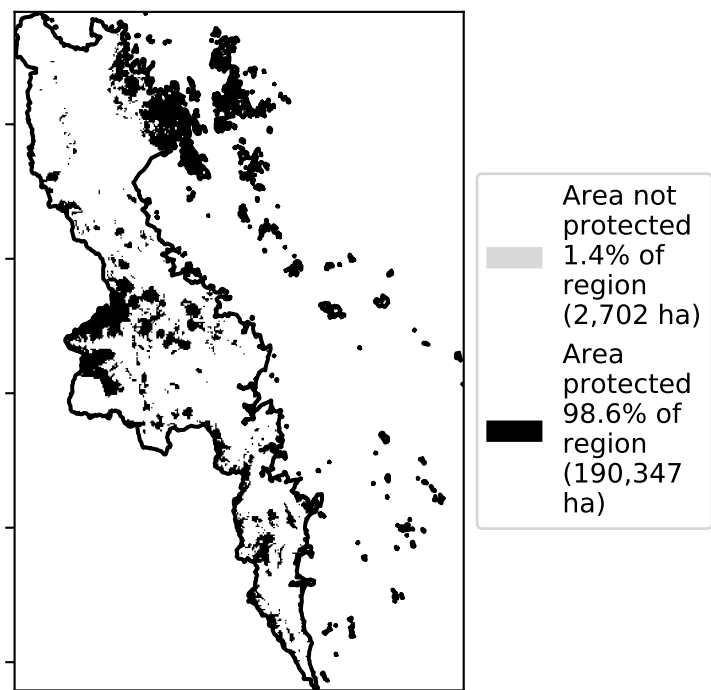 Area not
protected
1.4% of
region
(2,702 ha)
Area
protected
98.6% of
region
(190,347
ha)